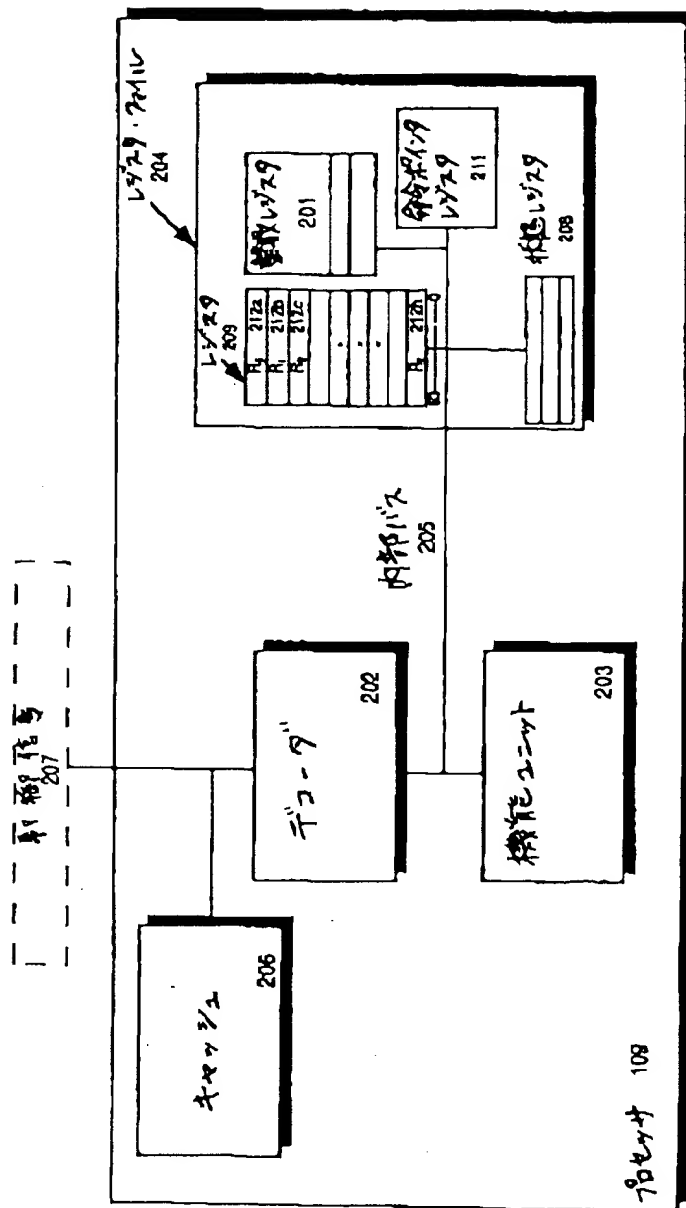 制御信号
207
キャッシュ
206
デコーダ
202
機能ユニット
203
内部バス
205
レジスタ・ファイル
204
レジスタ
209
R₁ 212a
R₁ 212b
R₂ 212c
R₇ 212h
整数レジスタ
201
命令ポインタ
レジスタ
211
状態レジスタ
208
プロセッサ 109